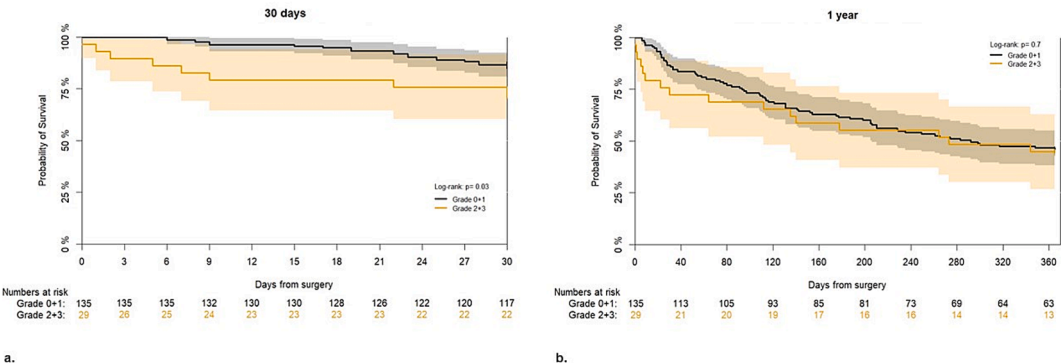 30 days
100 %
75 %
50 %
25 %
0 %
Probability of Survival
Log-rank: p= 0.03
Grade 0+1
Grade 2+3
0 3 6 9 12 15 18 21 24 27 30
Days from surgery
Numbers at risk
Grade 0+1: 135 135 135 132 130 130 128 126 122 120 117
Grade 2+3: 29 26 25 24 23 23 23 23 22 22 22
a.
1 year
100 %
75 %
50 %
25 %
0 %
Probability of Survival
Log-rank: p= 0.7
Grade 0+1
Grade 2+3
0 40 80 120 160 200 240 280 320 360
Days from surgery
Numbers at risk
Grade 0+1: 135 113 105 93 85 81 73 69 64 63
Grade 2+3: 29 21 20 19 17 16 16 14 14 13
b.